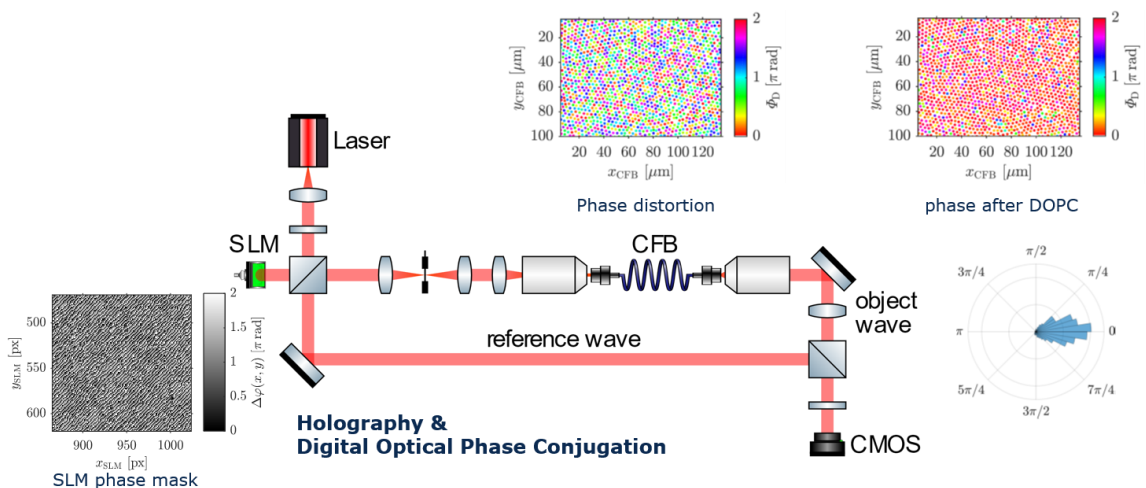 2
1
0
Φ_D [π rad]
20
40
60
80
100
y_CFB [μm]
20 40 60 80 100 120
x_CFB [μm]
Phase distortion
2
1
0
Φ_D [π rad]
20
40
60
80
100
y_CFB [μm]
20 40 60 80 100 120
x_CFB [μm]
phase after DOPC
Laser
SLM
CFB
object
wave
reference wave
CMOS
Holography &
Digital Optical Phase Conjugation
2
1.5
1
0.5
0
Δφ(x, y) [π rad]
500
550
600
y_SLM [px]
900 950 1000
x_SLM [px]
SLM phase mask
π/2
3π/4 π/4
π 0
5π/4 7π/4
3π/2